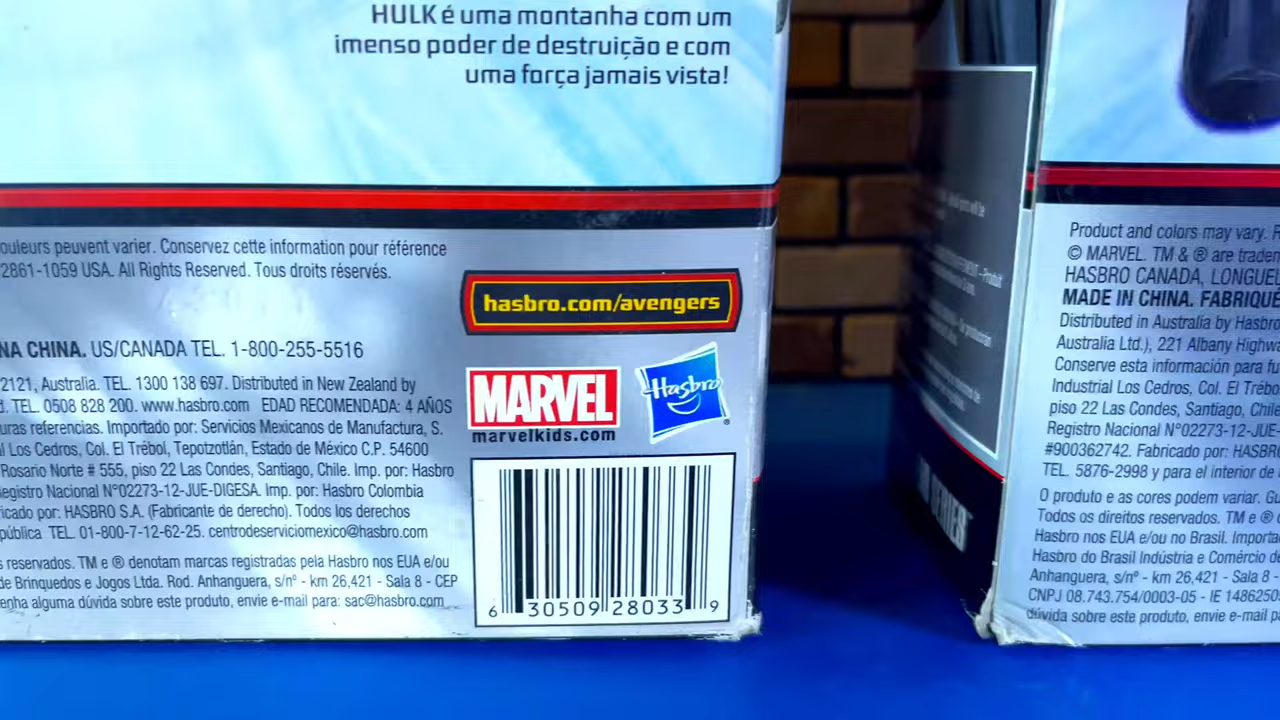 HULK é uma montanha com um
imenso poder de destruição e com
uma força jamais vista!
ouleurs peuvent varier. Conservez cette information pour référence
2861-1059 USA. All Rights Reserved. Tous droits réservés.
hasbro.com/avengers
NA CHINA. US/CANADA TEL. 1-800-255-5516
2121, Australia. TEL. 1300 138 697. Distributed in New Zealand by
d. TEL. 0508 828 200. www.hasbro.com EDAD RECOMENDADA: 4 AÑOS
uras referencias. Importado por: Servicios Mexicanos de Manufactura, S.
l Los Cedros, Col. El Trébol, Tepotzotlán, Estado de México C.P. 54600
Rosario Norte # 555, piso 22 Las Condes, Santiago, Chile. Imp. por: Hasbro
egistro Nacional N°02273-12-JUE-DIGESA. Imp. por: Hasbro Colombia
icado por: HASBRO S.A. (Fabricante de derecho). Todos los derechos
pública TEL. 01-800-7-12-62-25. centrodeserviciomexico@hasbro.com
s reservados. TM e ® denotam marcas registradas pela Hasbro nos EUA e/ou
de Brinquedos e Jogos Ltda. Rod. Anhanguera, s/nº - km 26,421 - Sala 8 - CEP
enha alguma dúvida sobre este produto, envie e-mail para: sac@hasbro.com
MARVEL
marvelkids.com
Hasbro
6 30509 28033 9
SERIES
Product and colors may vary. R
© MARVEL. TM & ® are tradem
HASBRO CANADA, LONGUEU
MADE IN CHINA. FABRIQUÉ
Distributed in Australia by Hasbro
Australia Ltd.), 221 Albany Highwa
Conserve esta información para fu
Industrial Los Cedros, Col. El Trébo
piso 22 Las Condes, Santiago, Chile
Registro Nacional N°02273-12-JUE-
#900362742. Fabricado por: HASBR
TEL. 5876-2998 y para el interior de
O produto e as cores podem variar. Gu
Todos os direitos reservados. TM e ®
Hasbro nos EUA e/ou no Brasil. Importa
Hasbro do Brasil Indústria e Comércio de
Anhanguera, s/nº - km 26,421 - Sala 8 -
CNPJ 08.743.754/0003-05 - IE 14862505
dúvida sobre este produto, envie e-mail pa